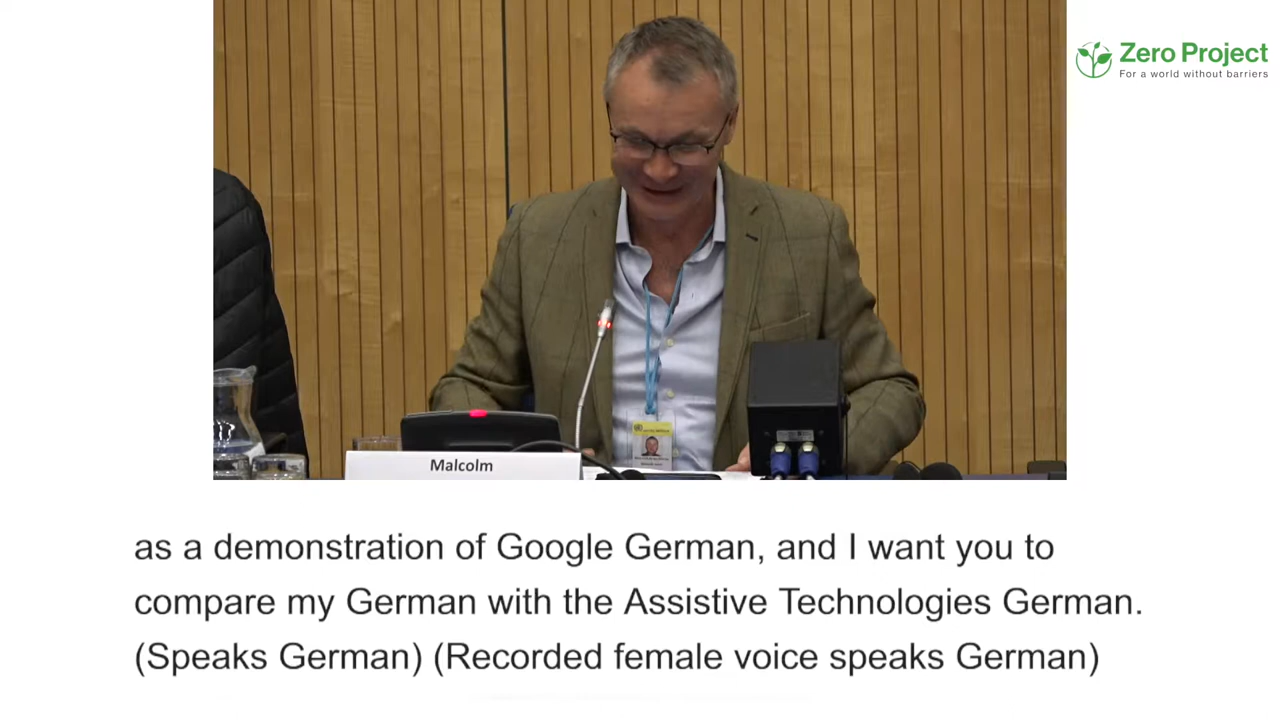 Zero Project
For a world without barriers
Malcolm
as a demonstration of Google German, and I want you to
compare my German with the Assistive Technologies German.
(Speaks German) (Recorded female voice speaks German)